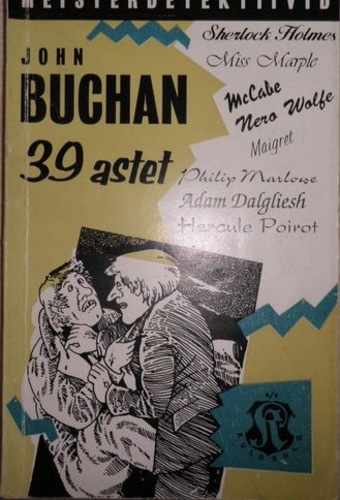 MEISTERDETEKTIIVID
Sherlock Holmes
JOHN
Miss Marple
BUCHAN
McCabe
Nero Wolfe
Maigret
39 astet
Philip Marlowe
Adam Dalgliesh
Hercule Poirot
A/S
KULDSULG